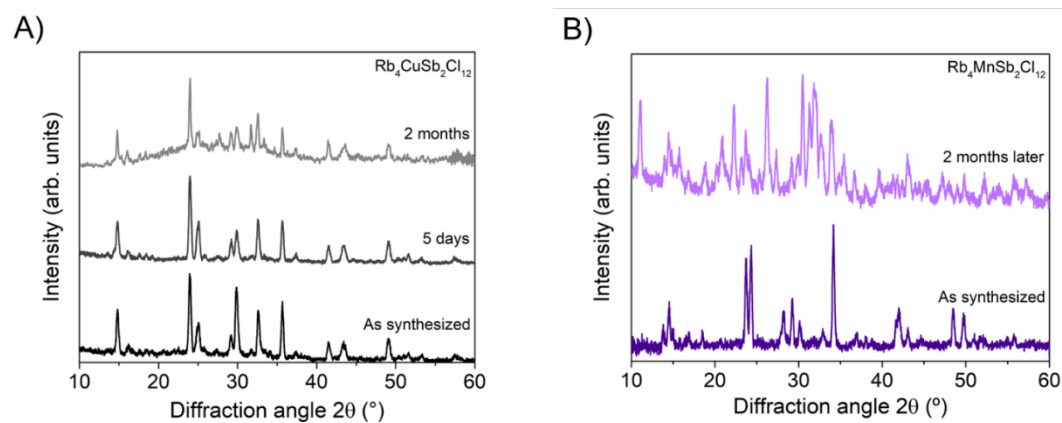 A)
Rb₄CuSb₂Cl₁₂
2 months
5 days
As synthesized
Intensity (arb. units)
10 20 30 40 50 60
Diffraction angle 2θ (°)
B)
Rb₄MnSb₂Cl₁₂
2 months later
As synthesized
Intensity (arb. units)
10 20 30 40 50 60
Diffraction angle 2θ (º)